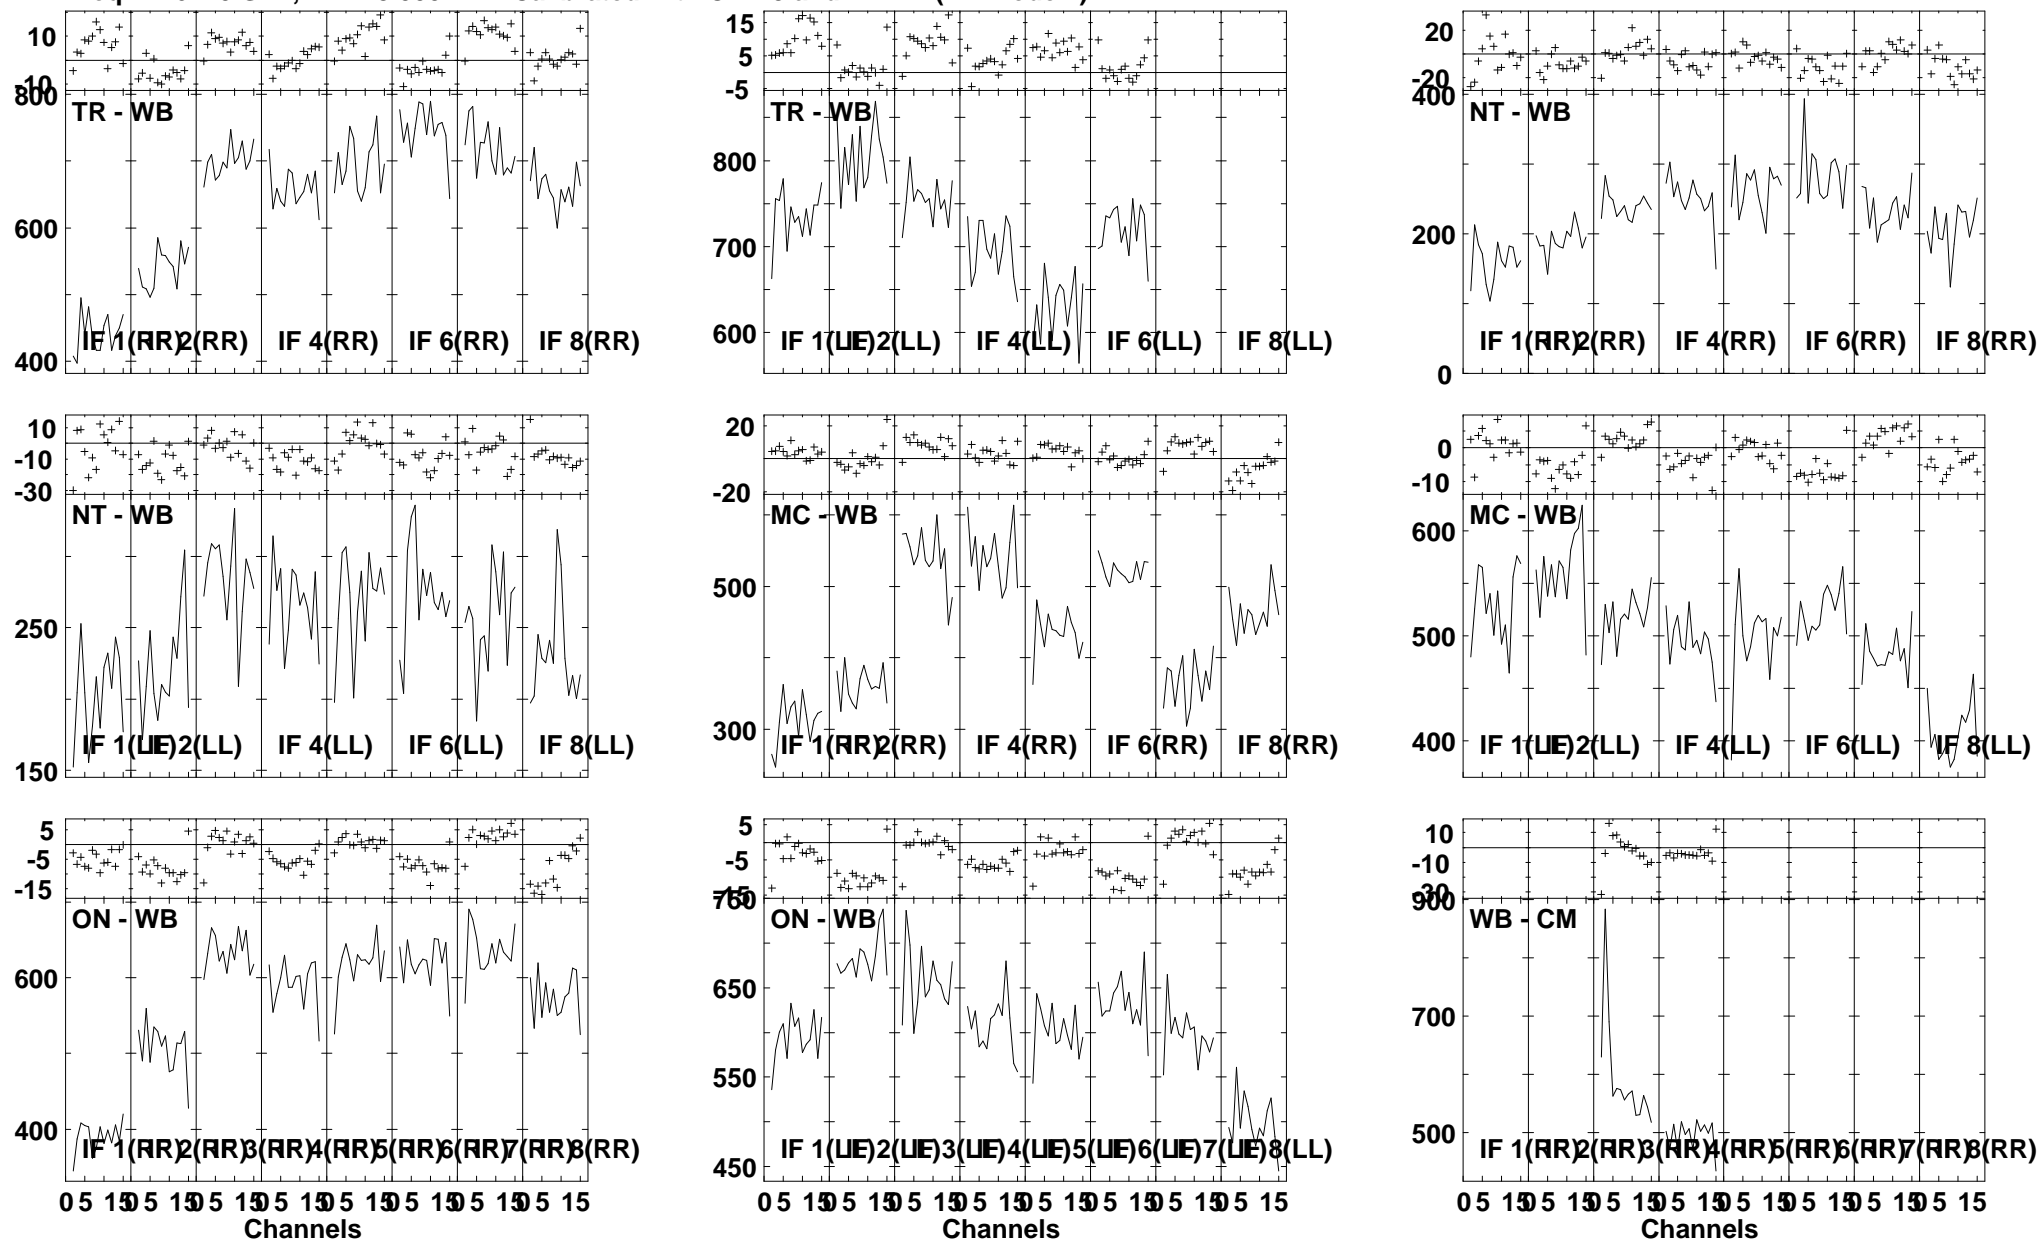 10
10
800
600
400
TR - WB
IF 1(RR)
IF 2(RR)
IF 4(RR)
IF 6(RR)
IF 8(RR)
15
5
-5
800
700
600
TR - WB
IF 1(LL)
IF 2(LL)
IF 4(LL)
IF 6(LL)
IF 8(LL)
20
-20
400
200
0
NT - WB
IF 1(RR)
IF 2(RR)
IF 4(RR)
IF 6(RR)
IF 8(RR)
10
-10
-30
250
150
NT - WB
IF 1(LL)
IF 2(LL)
IF 4(LL)
IF 6(LL)
IF 8(LL)
20
-20
500
300
MC - WB
IF 1(RR)
IF 2(RR)
IF 4(RR)
IF 6(RR)
IF 8(RR)
0
-10
600
500
400
MC - WB
IF 1(LL)
IF 2(LL)
IF 4(LL)
IF 6(LL)
IF 8(LL)
5
-5
-15
600
400
ON - WB
IF 1(RR)
IF 2(RR)
IF 3(RR)
IF 4(RR)
IF 5(RR)
IF 6(RR)
IF 7(RR)
IF 8(RR)
0 5 15
0 5 15
Channels
5
-5
-15
750
650
550
450
ON - WB
IF 1(LL)
IF 2(LL)
IF 3(LL)
IF 4(LL)
IF 5(LL)
IF 6(LL)
IF 7(LL)
IF 8(LL)
0 5 15
0 5 15
Channels
10
-10
-30
900
700
500
WB - CM
IF 1(RR)
IF 2(RR)
IF 3(RR)
IF 4(RR)
IF 5(RR)
IF 6(RR)
IF 7(RR)
IF 8(RR)
0 5 15
0 5 15
Channels